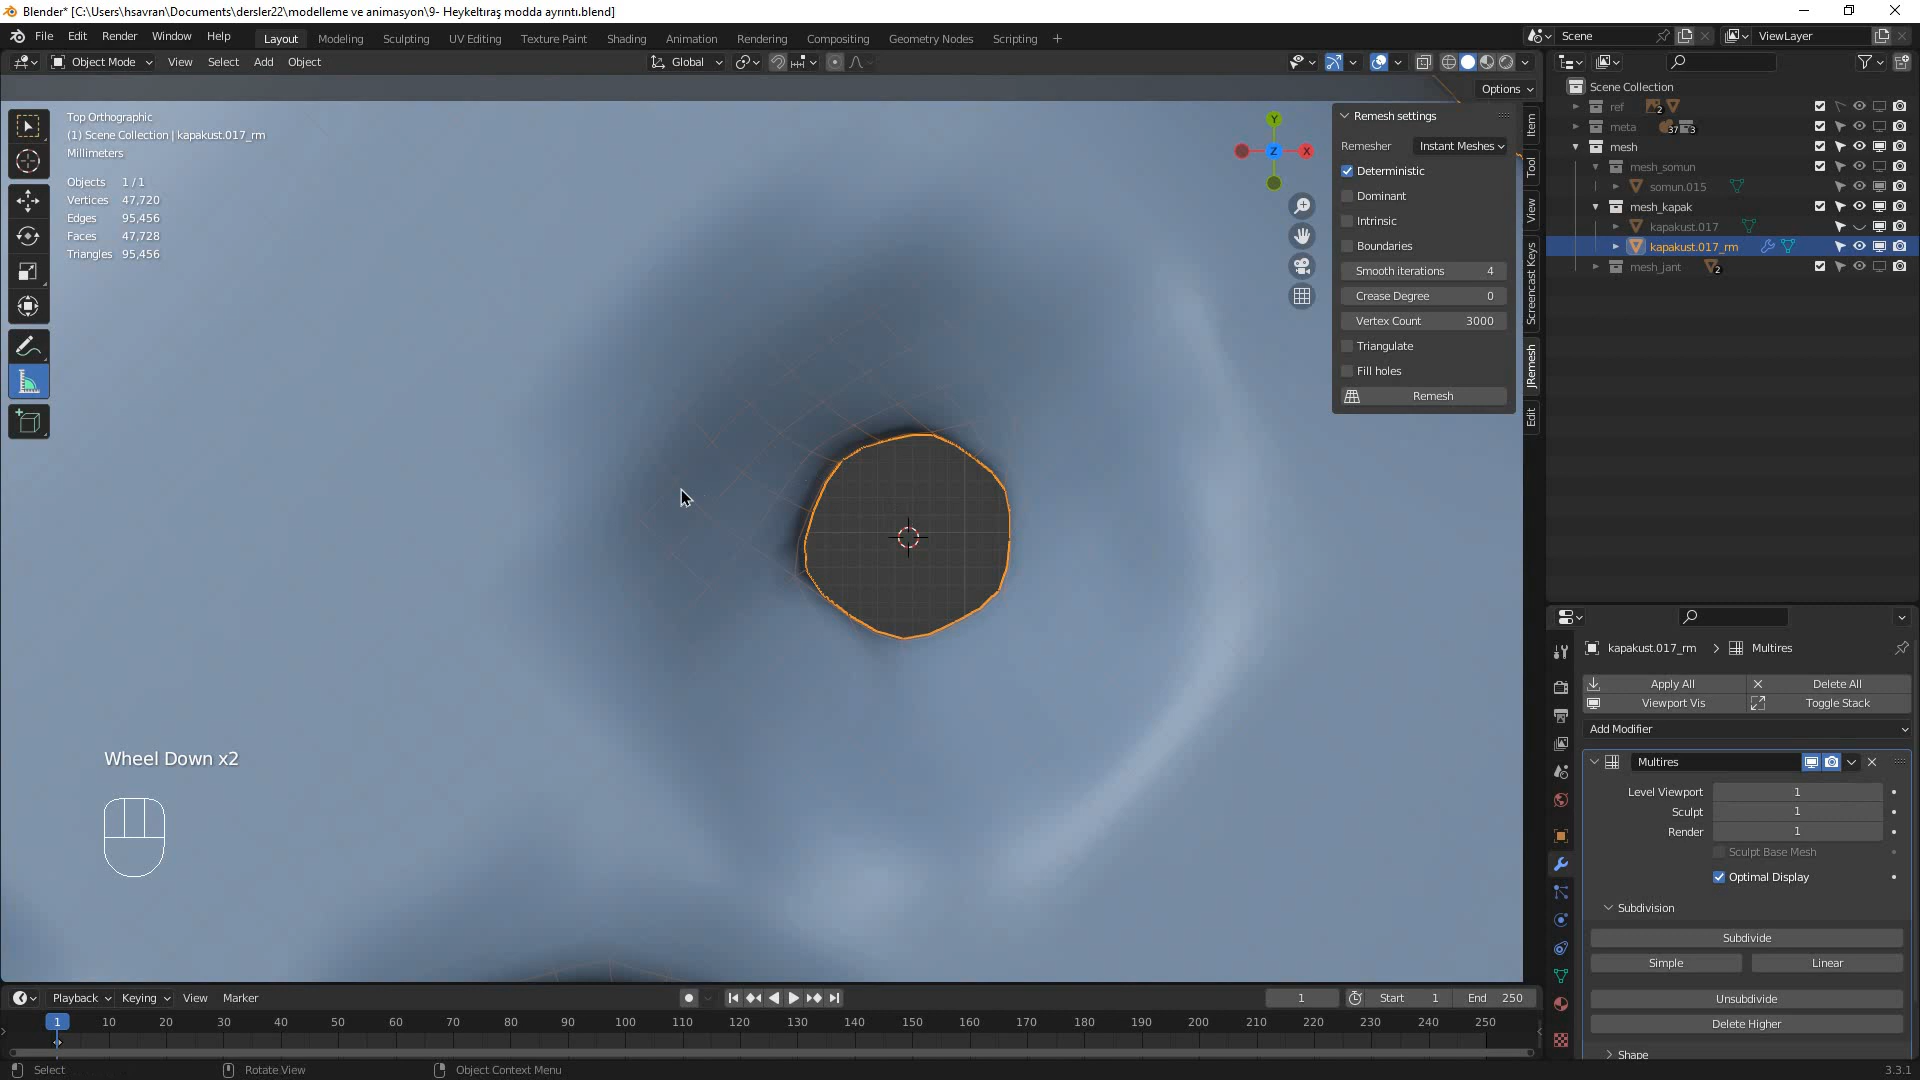 Blender* [C:\Users\hsavran\Documents\dersler22\modelleme ve animasyon\9- Heykeltıraş modda ayrıntı.blend]
File Edit Render Window Help Layout Modeling Sculpting UV Editing Texture Paint Shading Animation Rendering Compositing Geometry Nodes Scripting +
Scene ViewLayer
Object Mode View Select Add Object Global
Options
Top Orthographic
(1) Scene Collection | kapakust.017_rm
Millimeters
Objects 1 / 1
Vertices 47,720
Edges 95,456
Faces 47,728
Triangles 95,456
Y
Z
X
Remesh settings
Remesher Instant Meshes
Deterministic
Dominant
Intrinsic
Boundaries
Smooth iterations 4
Crease Degree 0
Vertex Count 3000
Triangulate
Fill holes
Remesh
Item
Tool
View
Screencast Keys
JRemesh
Edit
Scene Collection
ref 2
meta 37 3
mesh
mesh_somun
somun.015
mesh_kapak
kapakust.017
kapakust.017_rm
mesh_jant 2
kapakust.017_rm Multires
Apply All Delete All
Viewport Vis Toggle Stack
Add Modifier
Multires
Level Viewport 1
Sculpt 1
Render 1
Sculpt Base Mesh
Optimal Display
Subdivision
Subdivide
Simple Linear
Unsubdivide
Delete Higher
Shape
Wheel Down x2
Playback Keying View Marker 1 Start 1 End 250
1 10 20 30 40 50 60 70 80 90 100 110 120 130 140 150 160 170 180 190 200 210 220 230 240 250
Select Rotate View Object Context Menu 3.3.1